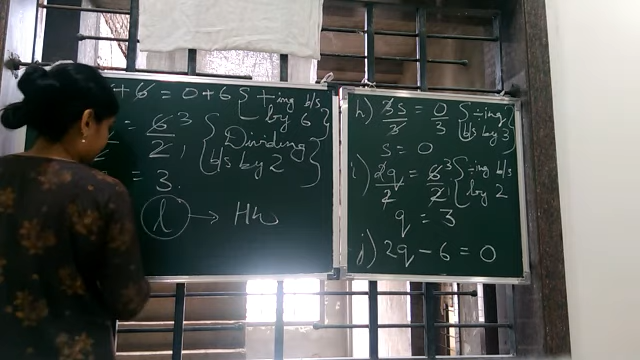 + 6 = 0 + 6 { +ing b/s by 6 }
= 6 3 / 2 1 { Dividing b/s by 2 }
= 3.
l → HW
h) 3s / 3 = 0 / 3 { ÷ing b/s by 3
s = 0
i) 2q / 2 = 6 3 / 2 1 { ÷ing b/s by 2
q = 3
j) 2q - 6 = 0